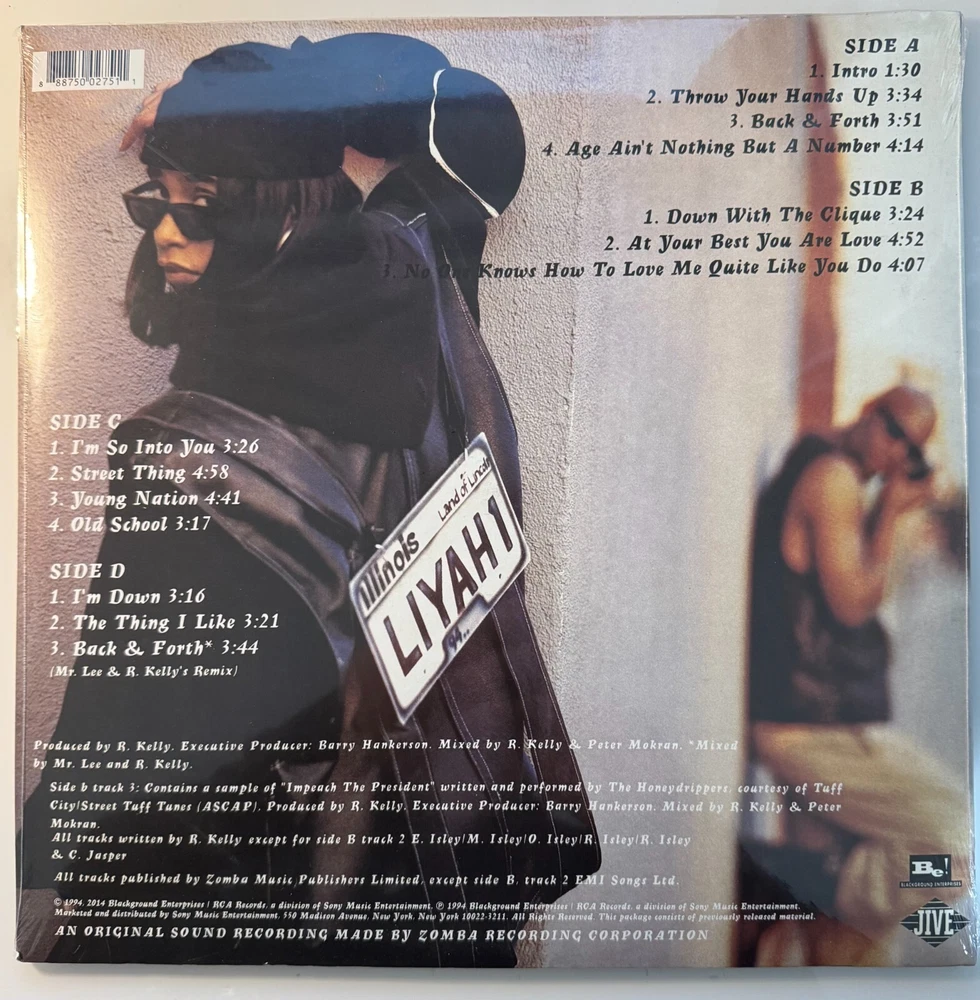 8 88750 02751 1
SIDE A
1. Intro 1:30
2. Throw Your Hands Up 3:34
3. Back & Forth 3:51
4. Age Ain't Nothing But A Number 4:14
SIDE B
1. Down With The Clique 3:24
2. At Your Best You Are Love 4:52
3. No One Knows How To Love Me Quite Like You Do 4:07
SIDE C
1. I'm So Into You 3:26
2. Street Thing 4:58
3. Young Nation 4:41
4. Old School 3:17
Land of Lincoln
Illinois
LIYAH1
'94
SIDE D
1. I'm Down 3:16
2. The Thing I Like 3:21
3. Back & Forth* 3:44
(Mr. Lee & R. Kelly's Remix)
Produced by R. Kelly. Executive Producer: Barry Hankerson. Mixed by R. Kelly & Peter Mokran. *Mixed
by Mr. Lee and R. Kelly.
Side b track 3: Contains a sample of "Impeach The President" written and performed by The Honeydrippers, courtesy of Tuff
City/Street Tuff Tunes (ASCAP). Produced by R. Kelly. Executive Producer: Barry Hankerson. Mixed by R. Kelly & Peter
Mokran.
All tracks written by R. Kelly except for side B track 2 E. Isley/M. Isley/O. Isley/R. Isley/R. Isley
& C. Jasper
All tracks published by Zomba Music Publishers Limited, except side B, track 2 EMI Songs Ltd.
© 1994, 2014 Blackground Enterprises / RCA Records, a division of Sony Music Entertainment. ℗ 1994 Blackground Enterprises / RCA Records, a division of Sony Music Entertainment.
Marketed and distributed by Sony Music Entertainment, 550 Madison Avenue, New York, New York 10022-3211. All Rights Reserved. This package consists of previously released material.
AN ORIGINAL SOUND RECORDING MADE BY ZOMBA RECORDING CORPORATION
Be!
BLACKGROUND ENTERPRISES
JIVE